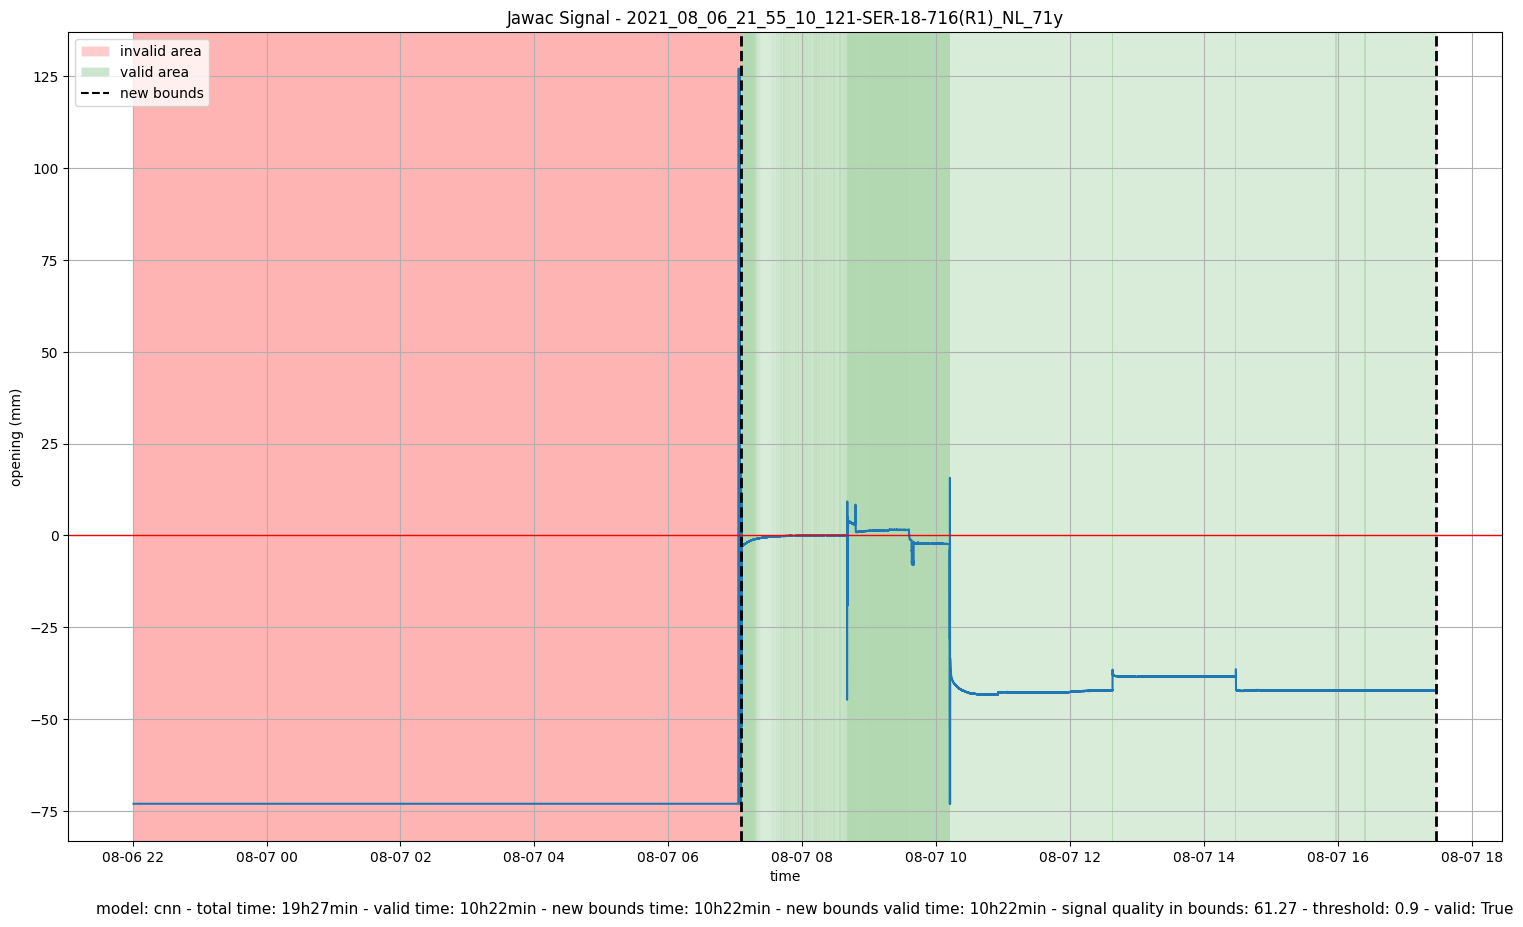 Jawac Signal - 2021_08_06_21_55_10_121-SER-18-716(R1)_NL_71y
invalid area
valid area
new bounds
opening (mm)
125
100
75
50
25
0
−25
−50
−75
08-06 22
08-07 00
08-07 02
08-07 04
08-07 06
08-07 08
08-07 10
08-07 12
08-07 14
08-07 16
08-07 18
time
model: cnn - total time: 19h27min - valid time: 10h22min - new bounds time: 10h22min - new bounds valid time: 10h22min - signal quality in bounds: 61.27 - threshold: 0.9 - valid: True